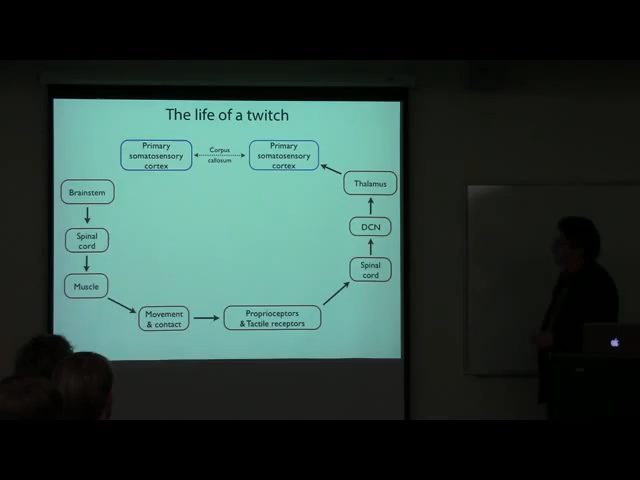 The life of a twitch
Primary
somatosensory
cortex
Corpus
callosum
Primary
somatosensory
cortex
Brainstem
Thalamus
Spinal
cord
DCN
Muscle
Spinal
cord
Movement
& contact
Proprioceptors
& Tactile receptors